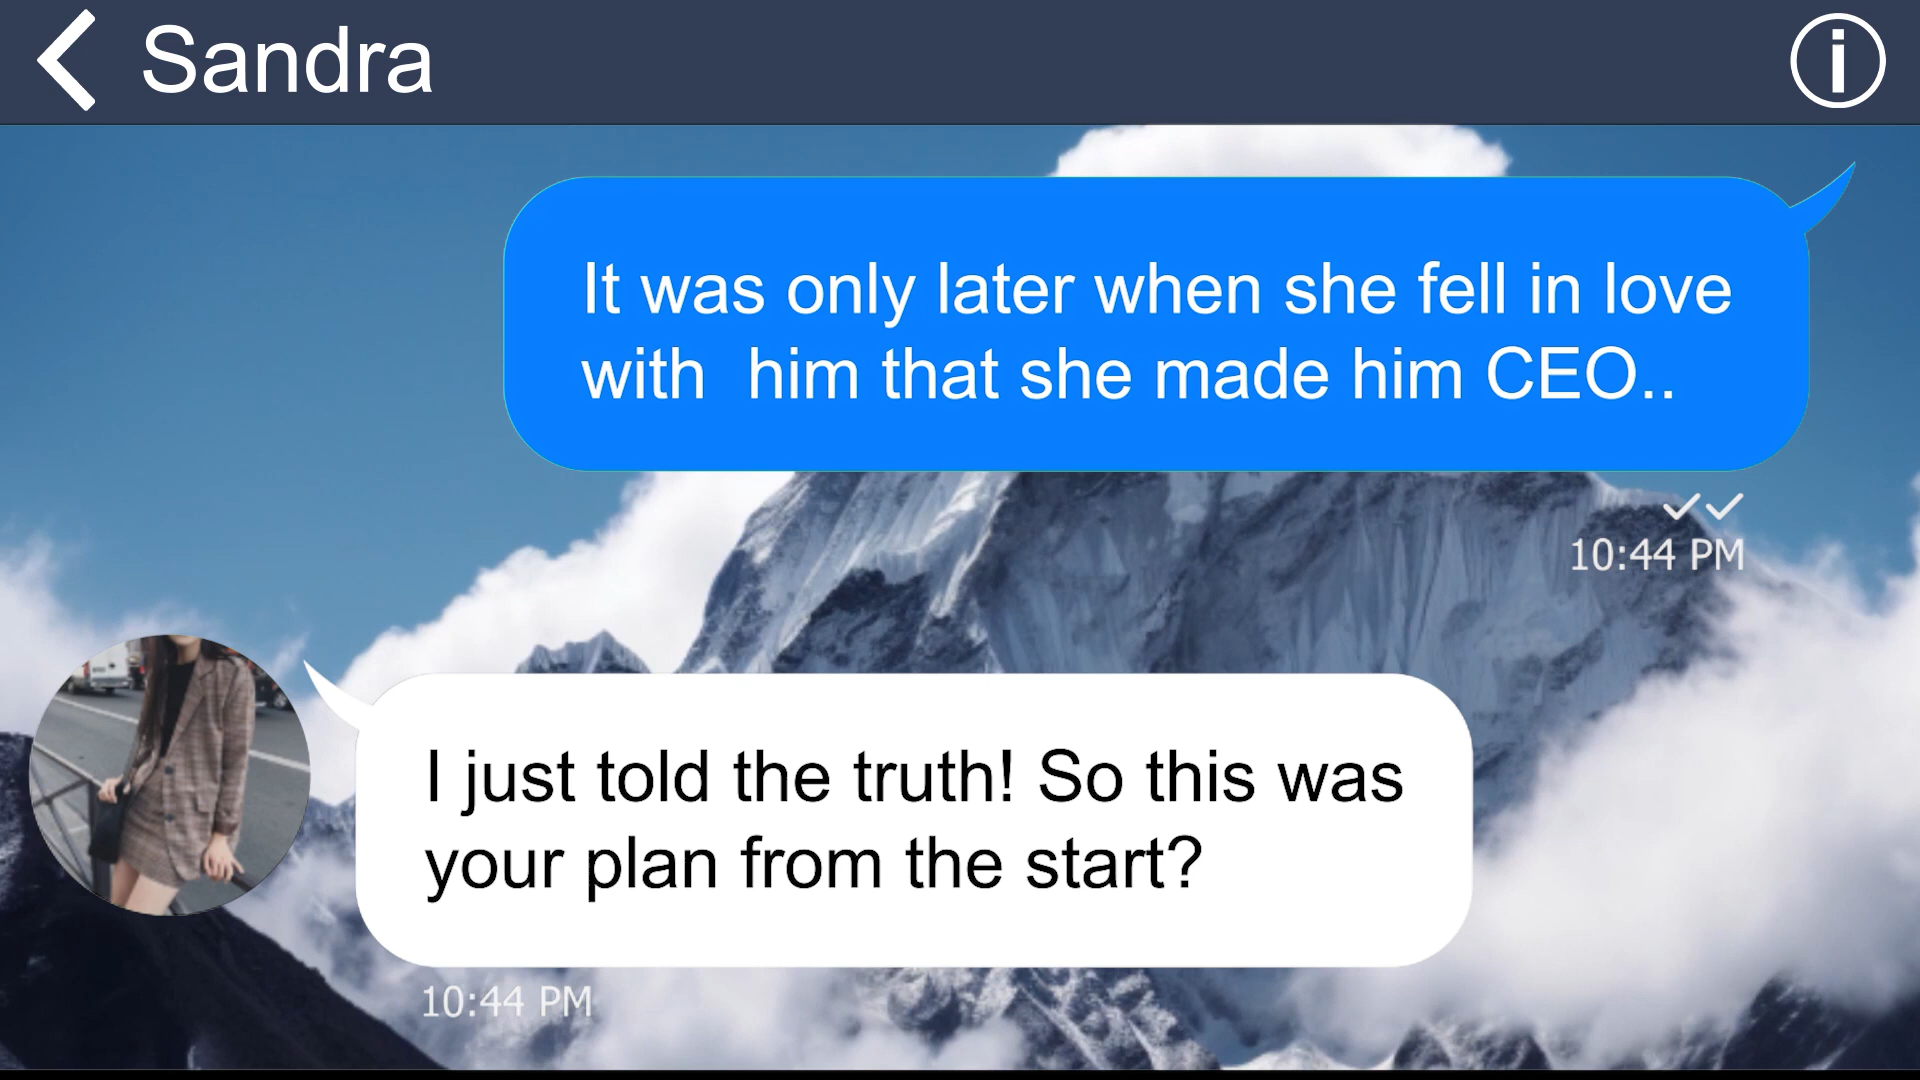 Sandra
It was only later when she fell in love
with  him that she made him CEO..
10:44 PM
I just told the truth! So this was
your plan from the start?
10:44 PM